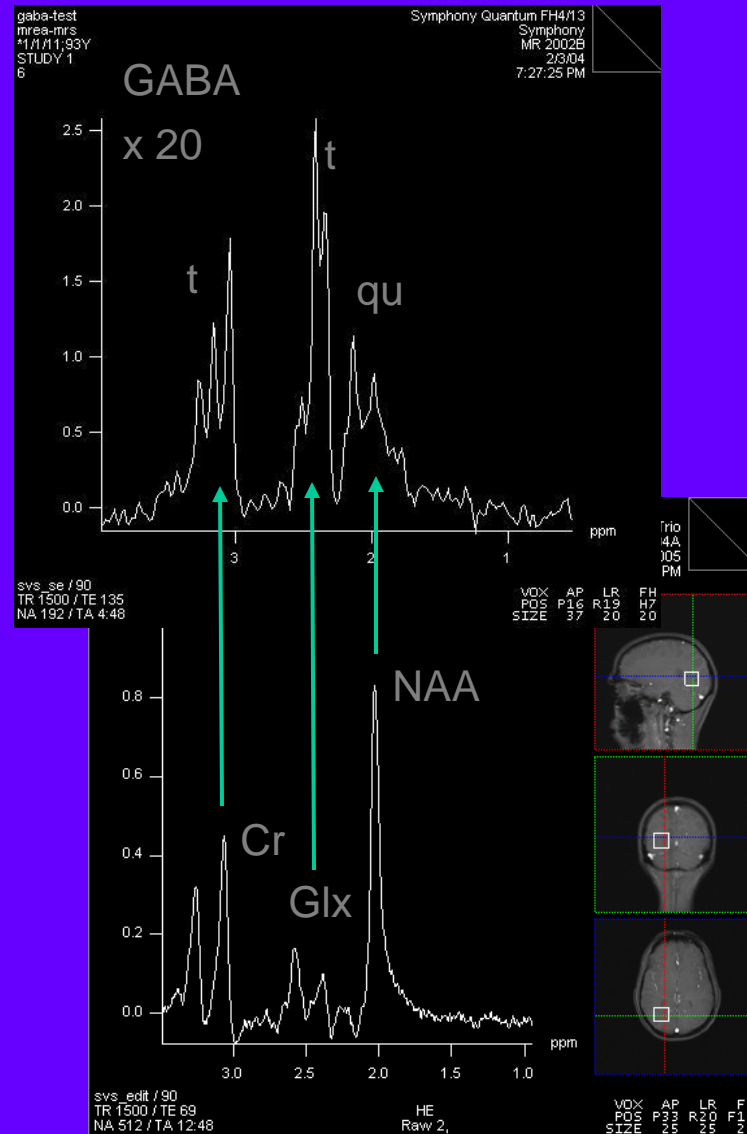 gaba-test
mrea-mrs
*1/1/11;93Y
STUDY 1
6
Symphony Quantum FH4/13
Symphony
MR 2002B
2/3/04
7:27:25 PM
GABA
x 20
t
t
qu
2.5
2.0
1.5
1.0
0.5
0.0
3
2
1
ppm
svs_se / 90
TR 1500 / TE 135
NA 192 / TA 4:48
VOX AP LR FH
POS P16 R19 H7
SIZE 37 20 20
rio
4A
005
PM
NAA
Cr
Glx
0.8
0.6
0.4
0.2
0.0
3.0
2.5
2.0
1.5
1.0
ppm
svs_edit / 90
TR 1500 / TE 69
NA 512 / TA 12:48
HE
Raw 2,
VOX AP LR F
POS P33 R20 F1
SIZE 25 25 2